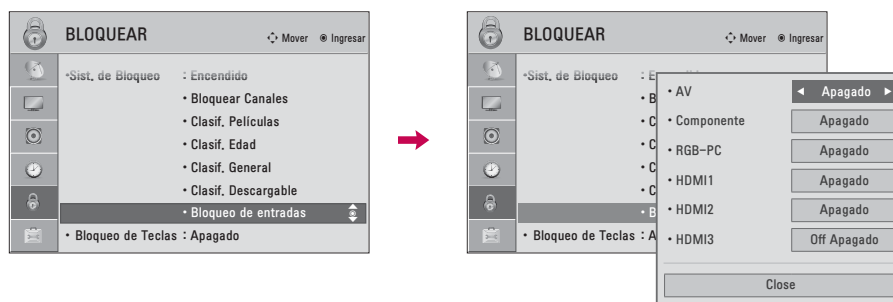 BLOQUEAR
Mover Ingresar
•Sist. de Bloqueo : Encendido
• Bloquear Canales
• Clasif. Películas
• Clasif. Edad
• Clasif. General
• Clasif. Descargable
• Bloqueo de entradas
• Bloqueo de Teclas : Apagado
BLOQUEAR
Mover Ingresar
•Sist. de Bloqueo : E
• B
• C
• C
• C
• C
• B
• Bloqueo de Teclas : A
• AV ◄ Apagado ►
• Componente Apagado
• RGB-PC Apagado
• HDMI1 Apagado
• HDMI2 Apagado
• HDMI3 Off Apagado
Close